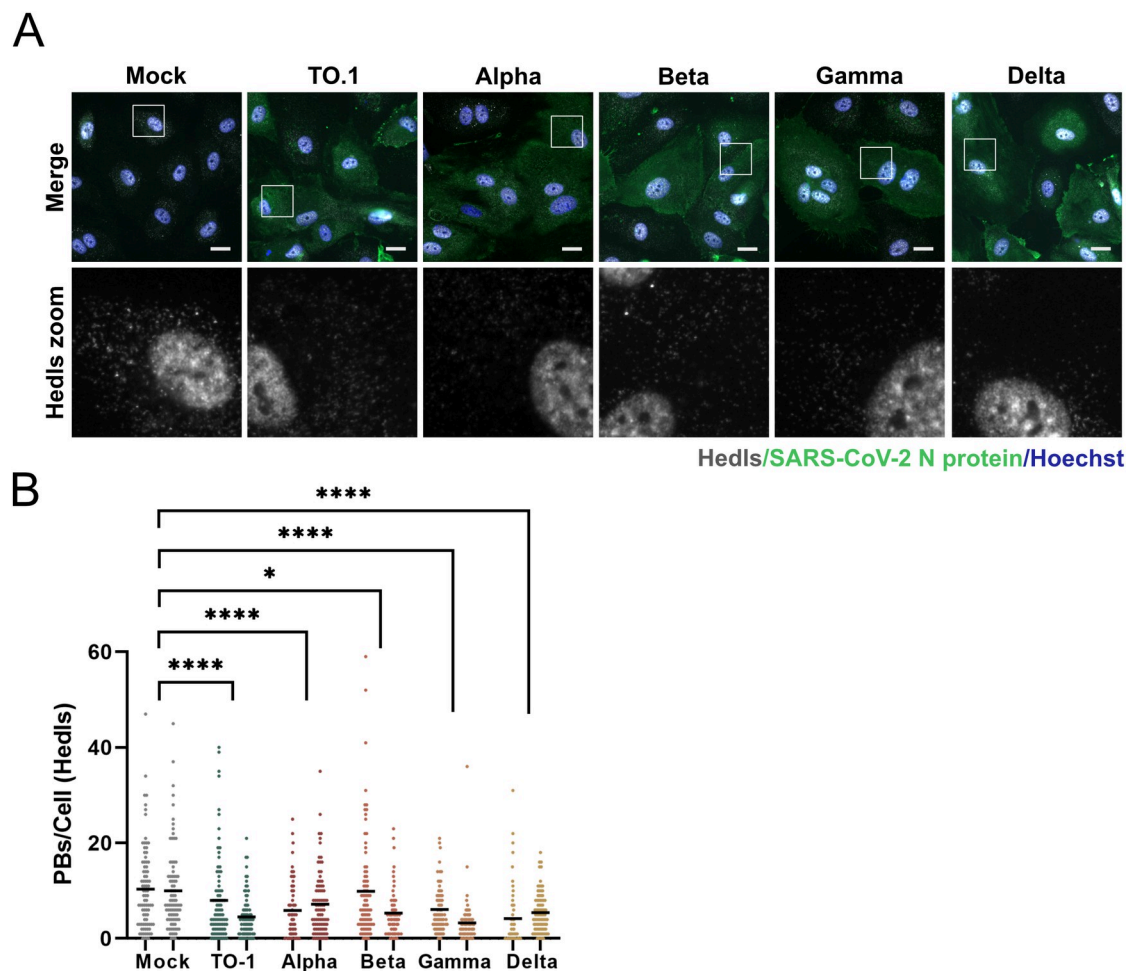 A
Mock TO.1 Alpha Beta Gamma Delta
Merge
Hedls zoom
Hedls/SARS-CoV-2 N protein/Hoechst
B
****
****
*
****
****
60
40
20
0
PBs/Cell (Hedls)
Mock TO-1 Alpha Beta Gamma Delta